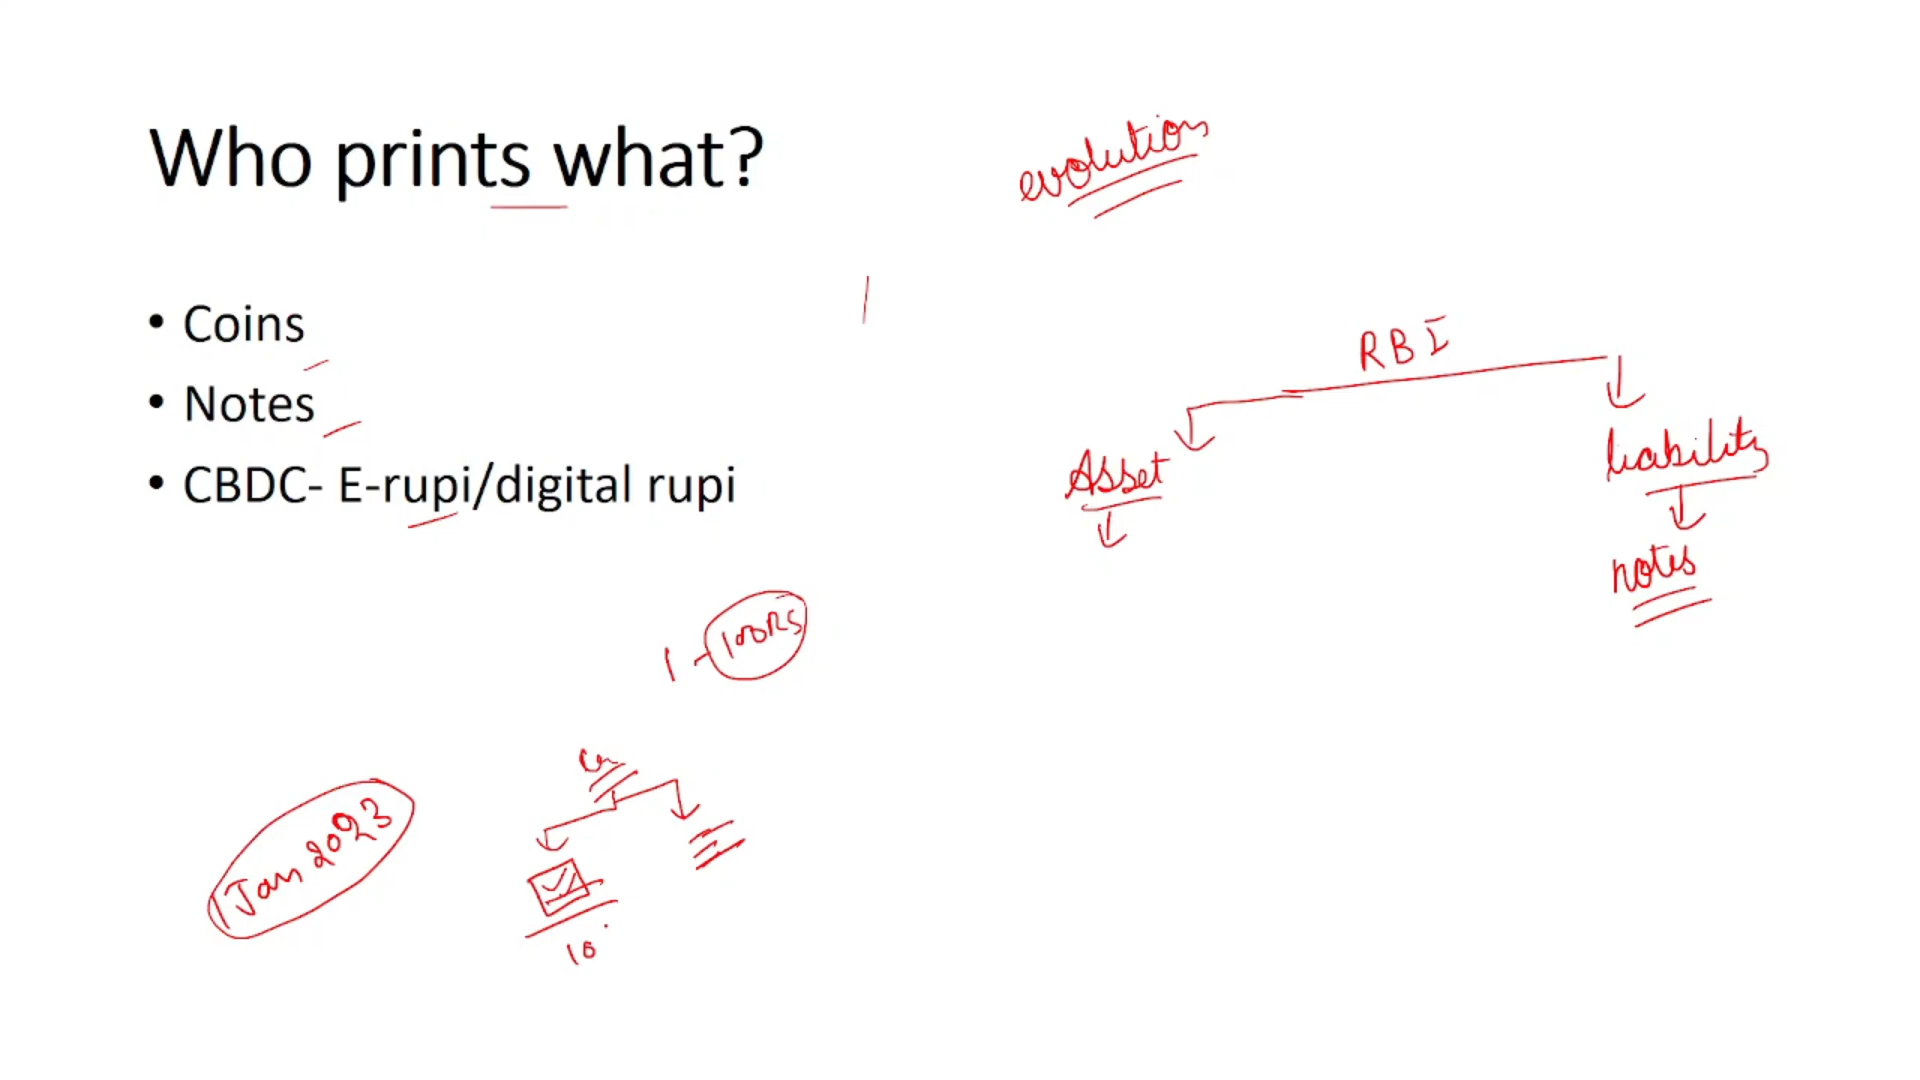 Who prints what?
evolution
• Coins
• Notes
• CBDC- E-rupi/digital rupi
RBI
Asset
liability
notes
1 - 100RS
Jan 2023
10